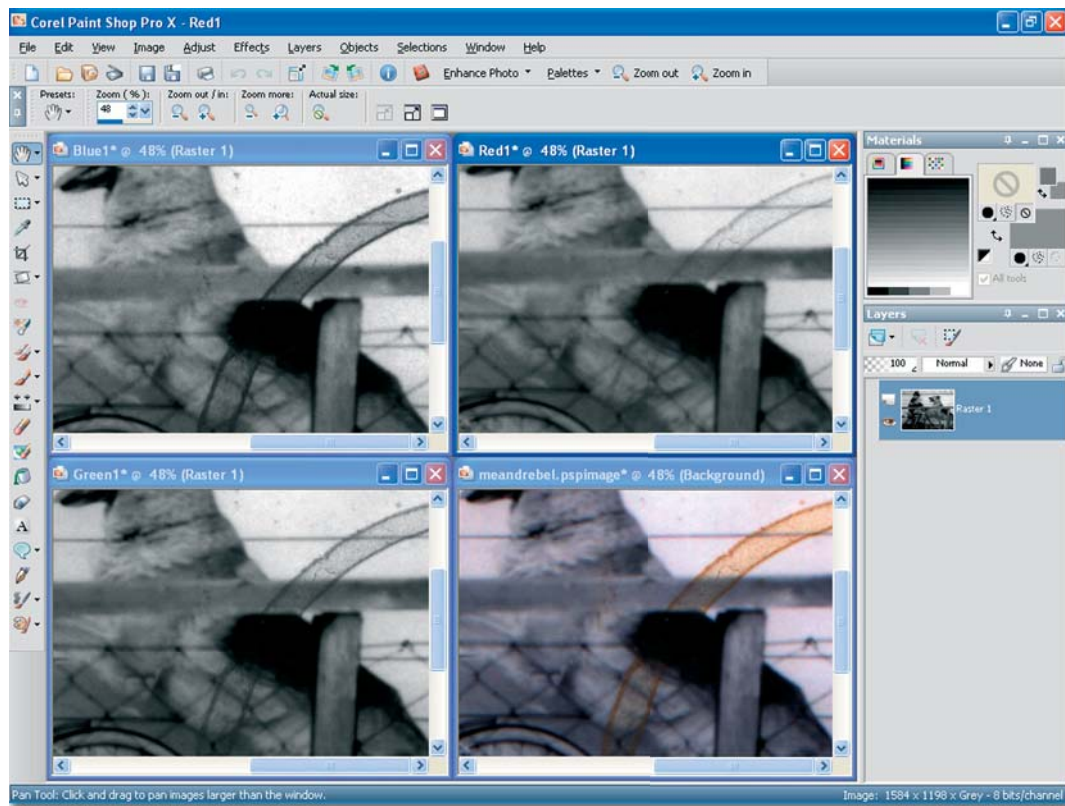 Corel Paint Shop Pro X - Red1
File Edit View Image Adjust Effects Layers Objects Selections Window Help
Enhance Photo Palettes Zoom out Zoom in
Presets: Zoom ( % ): Zoom out / in: Zoom more: Actual size:
48
Blue1* @ 48% (Raster 1)
Red1* @ 48% (Raster 1)
Materials
All tools
Layers
100 Normal None
Raster 1
Green1* @ 48% (Raster 1)
meandrebel.pspimage* @ 48% (Background)
Pan Tool: Click and drag to pan images larger than the window.
Image: 1584 x 1198 x Grey - 8 bits/channel